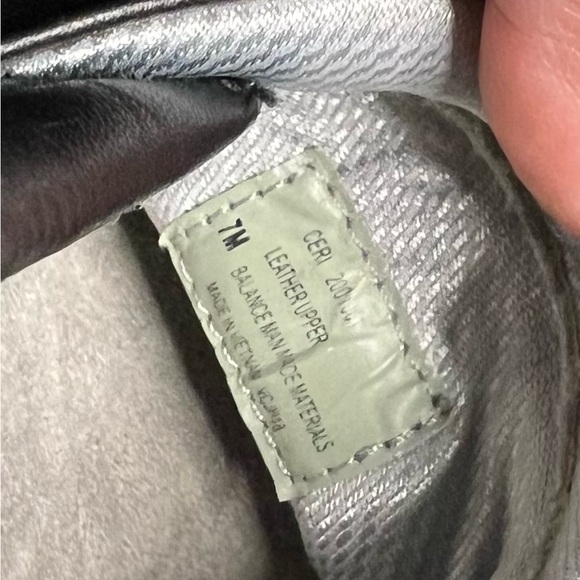 7M
CERI
LEATHER UPPER
BALANCE MAN MADE MATERIALS
MADE IN VIETNAM